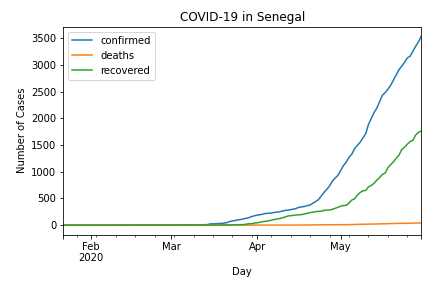 COVID-19 in Senegal
confirmed
deaths
recovered
Number of Cases
3500
3000
2500
2000
1500
1000
500
0
Feb
2020
Mar
Apr
May
Day